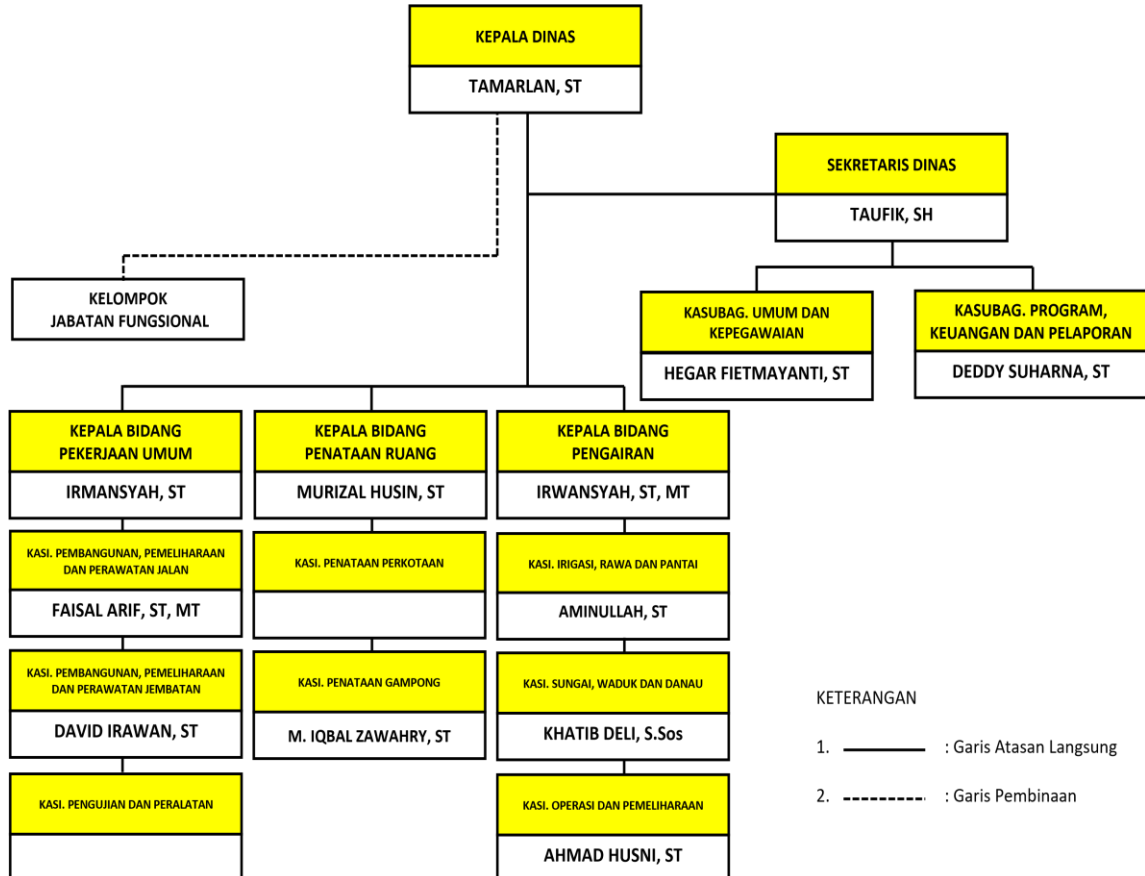 KEPALA DINAS
TAMARLAN, ST
SEKRETARIS DINAS
TAUFIK, SH
KELOMPOK
JABATAN FUNGSIONAL
KASUBAG. UMUM DAN
KEPEGAWAIAN
HEGAR FIETMAYANTI, ST
KASUBAG. PROGRAM,
KEUANGAN DAN PELAPORAN
DEDDY SUHARNA, ST
KEPALA BIDANG
PEKERJAAN UMUM
IRMANSYAH, ST
KASI. PEMBANGUNAN, PEMELIHARAAN
DAN PERAWATAN JALAN
FAISAL ARIF, ST, MT
KASI. PEMBANGUNAN, PEMELIHARAAN
DAN PERAWATAN JEMBATAN
DAVID IRAWAN, ST
KASI. PENGUJIAN DAN PERALATAN
KEPALA BIDANG
PENATAAN RUANG
MURIZAL HUSIN, ST
KASI. PENATAAN PERKOTAAN
KASI. PENATAAN GAMPONG
M. IQBAL ZAWAHRY, ST
KEPALA BIDANG
PENGAIRAN
IRWANSYAH, ST, MT
KASI. IRIGASI, RAWA DAN PANTAI
AMINULLAH, ST
KASI. SUNGAI, WADUK DAN DANAU
KHATIB DELI, S.Sos
KASI. OPERASI DAN PEMELIHARAAN
AHMAD HUSNI, ST
KETERANGAN
1. : Garis Atasan Langsung
2. : Garis Pembinaan